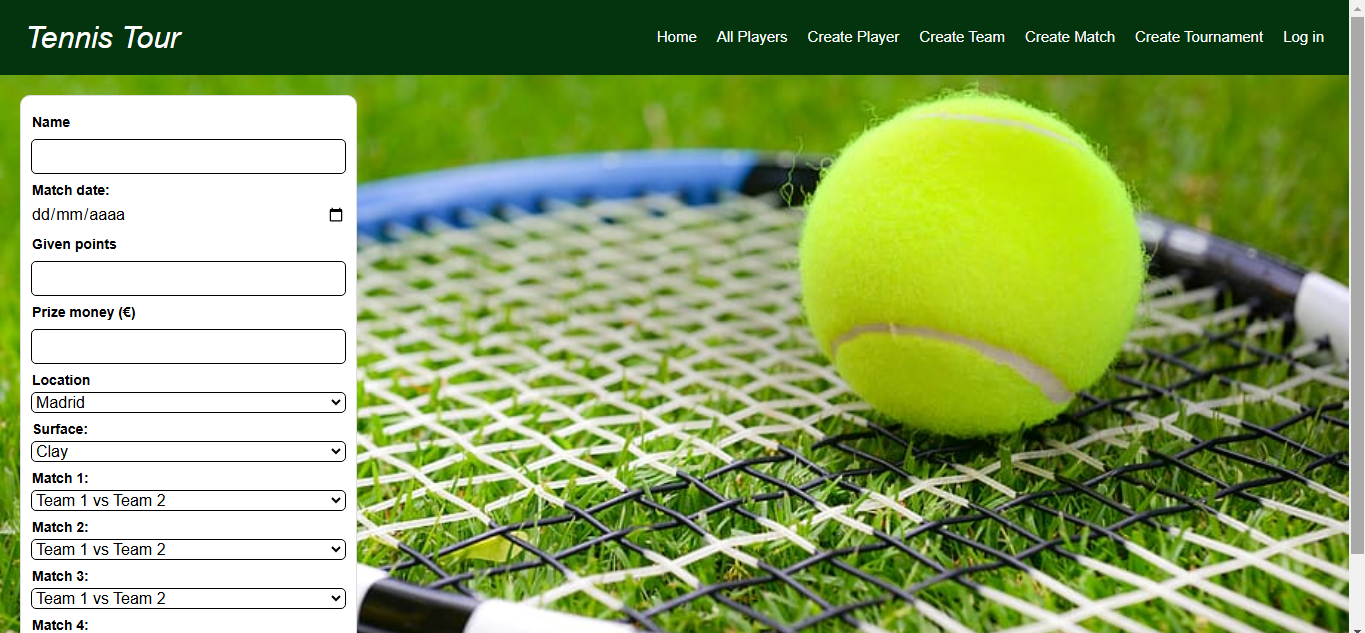 Tennis Tour
Home All Players Create Player Create Team Create Match Create Tournament Log in
Name
Match date:
dd/mm/aaaa
Given points
Prize money (€)
Location
Madrid
Surface:
Clay
Match 1:
Team 1 vs Team 2
Match 2:
Team 1 vs Team 2
Match 3:
Team 1 vs Team 2
Match 4: